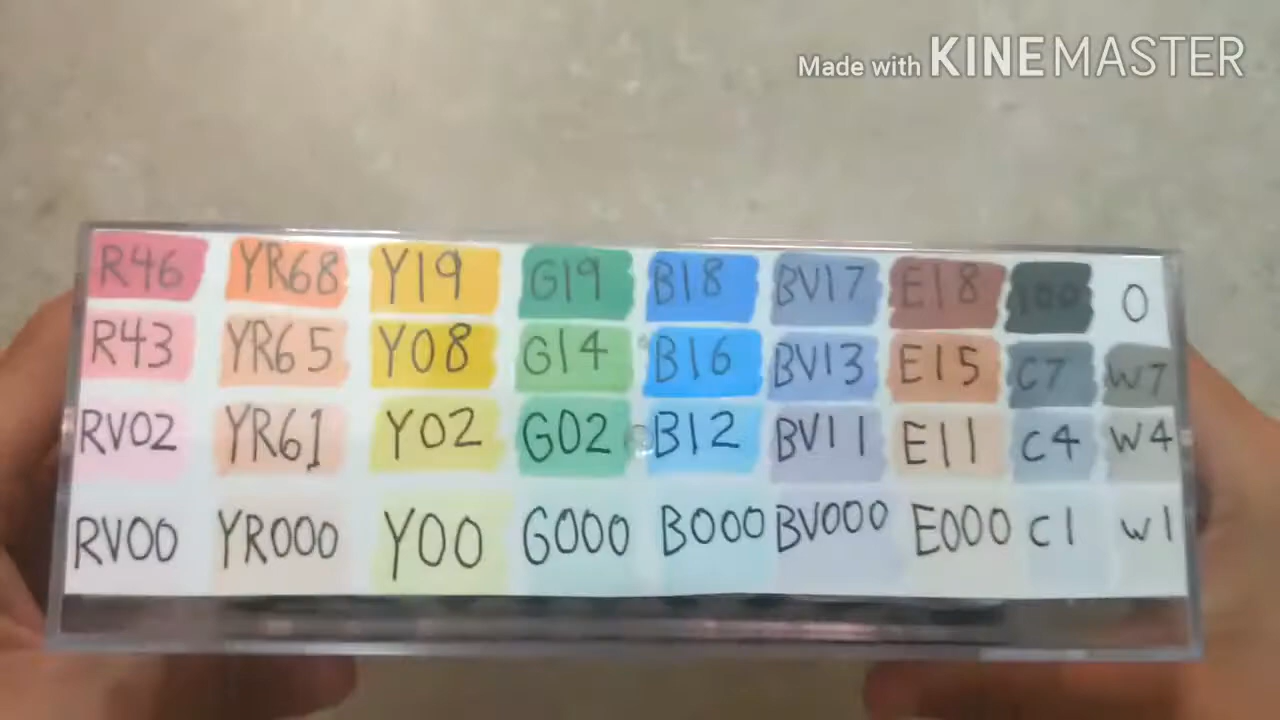 Made with KINEMASTER
R46 YR68 Y19 G19 B18 BV17 E18 100 0
R43 YR65 Y08 G14 B16 BV13 E15 C7 W7
RV02 YR61 Y02 G02 B12 BV11 E11 C4 W4
RV00 YR000 Y00 G000 B000 BV000 E000 C1 W1